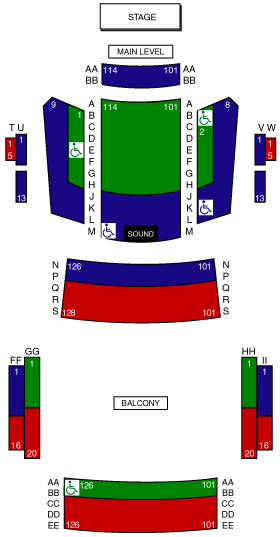 STAGE
MAIN LEVEL
AA 114 101 AA
BB BB
9 A 114 101 A 8
1 B B
C C
T U D D 2 V W
1 1 E E 1 1
5 F F 5
G G
H H
13 J J 13
K K
L L
M SOUND M
N 126 101 N
P P
Q Q
R R
S 128 101 S
FF GG HH II
1 1 1 1
BALCONY
16 20 20 16
AA 126 101 AA
BB BB
CC CC
DD DD
EE 126 101 EE